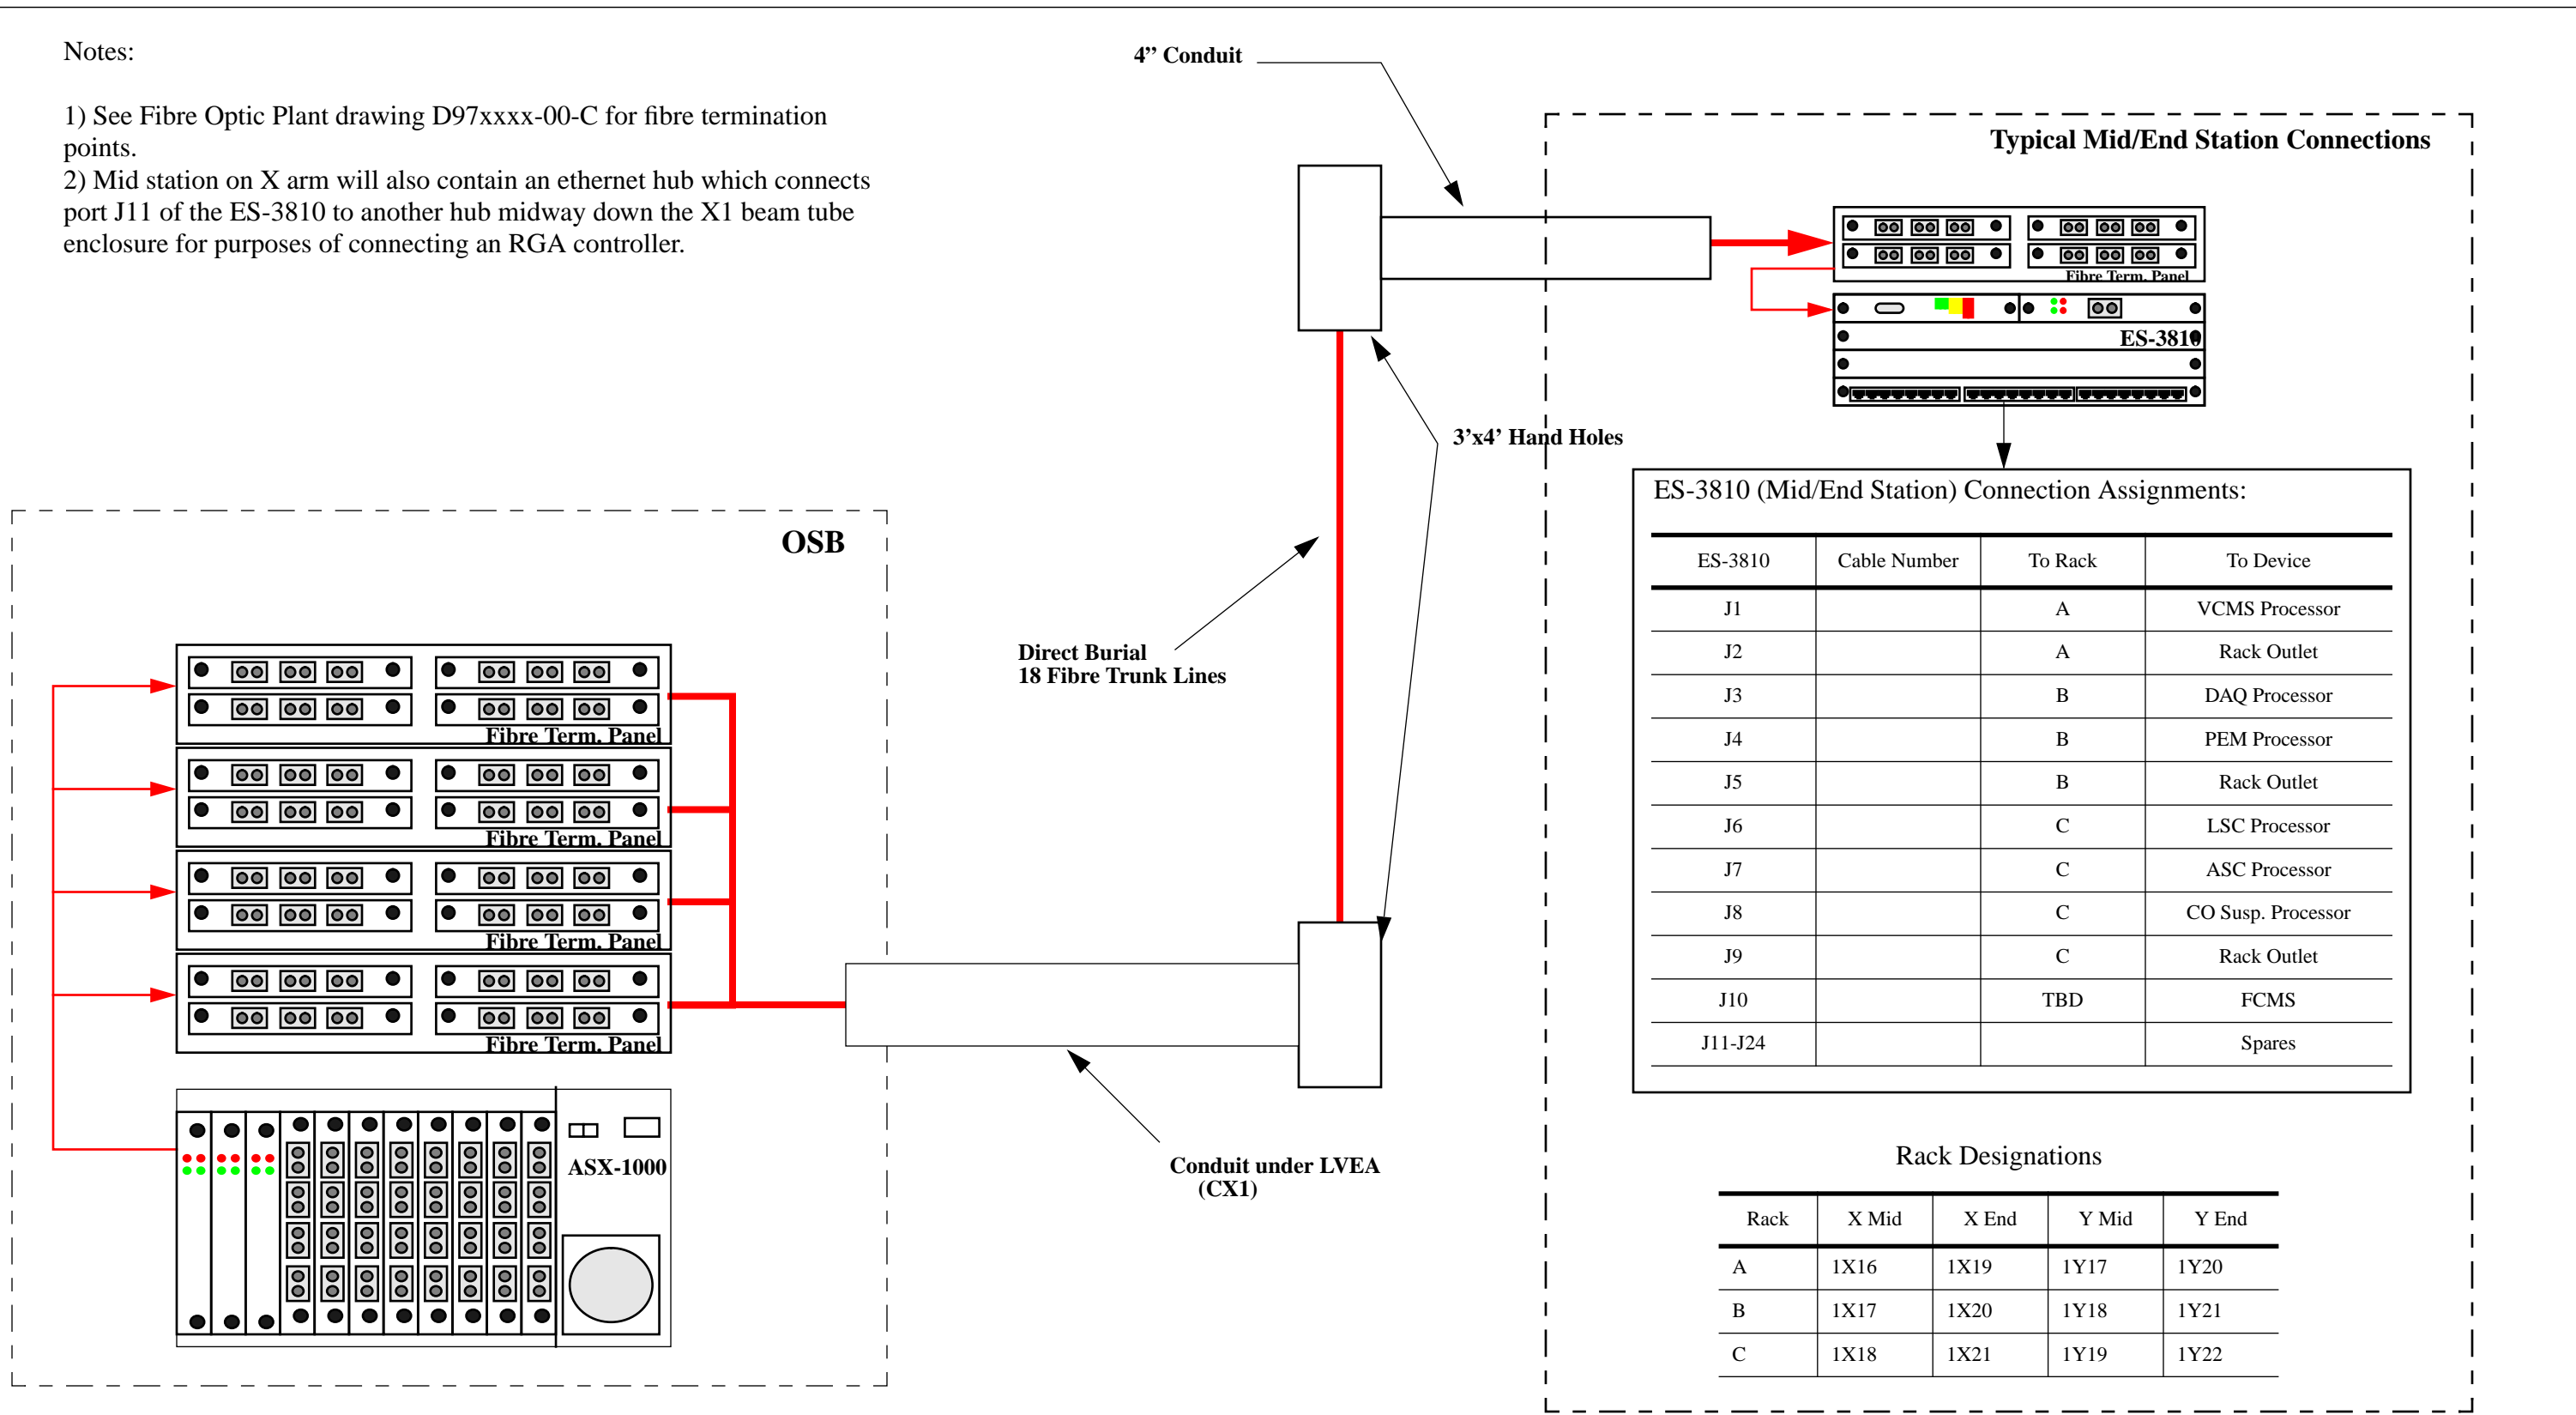 Notes:
1) See Fibre Optic Plant drawing D97xxxx-00-C for fibre termination
points.
2) Mid station on X arm will also contain an ethernet hub which connects
port J11 of the ES-3810 to another hub midway down the X1 beam tube
enclosure for purposes of connecting an RGA controller.
4” Conduit
Typical Mid/End Station Connections
Fibre Term. Panel
ES-3810
3’x4’ Hand Holes
OSB
Direct Burial
18 Fibre Trunk Lines
Fibre Term. Panel
Fibre Term. Panel
Fibre Term. Panel
Fibre Term. Panel
ASX-1000
Conduit under LVEA
(CX1)
ES-3810 (Mid/End Station) Connection Assignments:
ES-3810 Cable Number To Rack To Device
J1 A VCMS Processor
J2 A Rack Outlet
J3 B DAQ Processor
J4 B PEM Processor
J5 B Rack Outlet
J6 C LSC Processor
J7 C ASC Processor
J8 C CO Susp. Processor
J9 C Rack Outlet
J10 TBD FCMS
J11-J24 Spares
Rack Designations
Rack X Mid X End Y Mid Y End
A 1X16 1X19 1Y17 1Y20
B 1X17 1X20 1Y18 1Y21
C 1X18 1X21 1Y19 1Y22